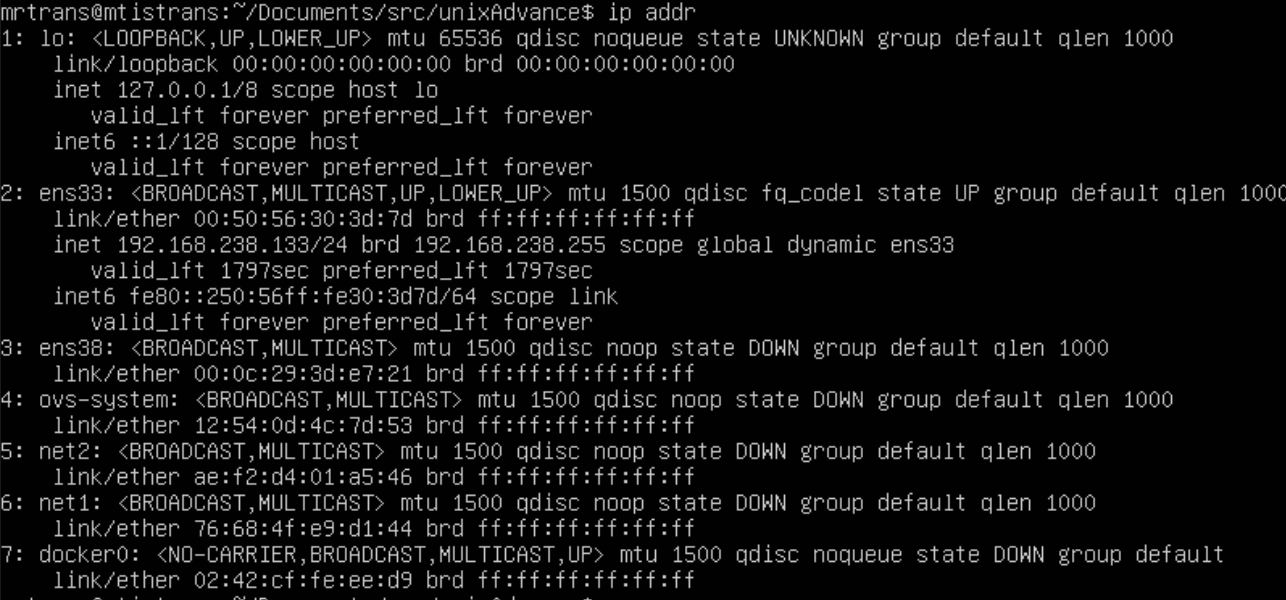 mrtrans@mtistrans:~/Documents/src/unixAdvance$ ip addr
1: lo: <LOOPBACK,UP,LOWER_UP> mtu 65536 qdisc noqueue state UNKNOWN group default qlen 1000
    link/loopback 00:00:00:00:00:00 brd 00:00:00:00:00:00
    inet 127.0.0.1/8 scope host lo
       valid_lft forever preferred_lft forever
    inet6 ::1/128 scope host
       valid_lft forever preferred_lft forever
2: ens33: <BROADCAST,MULTICAST,UP,LOWER_UP> mtu 1500 qdisc fq_codel state UP group default qlen 1000
    link/ether 00:50:56:30:3d:7d brd ff:ff:ff:ff:ff:ff
    inet 192.168.238.133/24 brd 192.168.238.255 scope global dynamic ens33
       valid_lft 1797sec preferred_lft 1797sec
    inet6 fe80::250:56ff:fe30:3d7d/64 scope link
       valid_lft forever preferred_lft forever
3: ens38: <BROADCAST,MULTICAST> mtu 1500 qdisc noop state DOWN group default qlen 1000
    link/ether 00:0c:29:3d:e7:21 brd ff:ff:ff:ff:ff:ff
4: ovs-system: <BROADCAST,MULTICAST> mtu 1500 qdisc noop state DOWN group default qlen 1000
    link/ether 12:54:0d:4c:7d:53 brd ff:ff:ff:ff:ff:ff
5: net2: <BROADCAST,MULTICAST> mtu 1500 qdisc noop state DOWN group default qlen 1000
    link/ether ae:f2:d4:01:a5:46 brd ff:ff:ff:ff:ff:ff
6: net1: <BROADCAST,MULTICAST> mtu 1500 qdisc noop state DOWN group default qlen 1000
    link/ether 76:68:4f:e9:d1:44 brd ff:ff:ff:ff:ff:ff
7: docker0: <NO-CARRIER,BROADCAST,MULTICAST,UP> mtu 1500 qdisc noqueue state DOWN group default
    link/ether 02:42:cf:fe:ee:d9 brd ff:ff:ff:ff:ff:ff